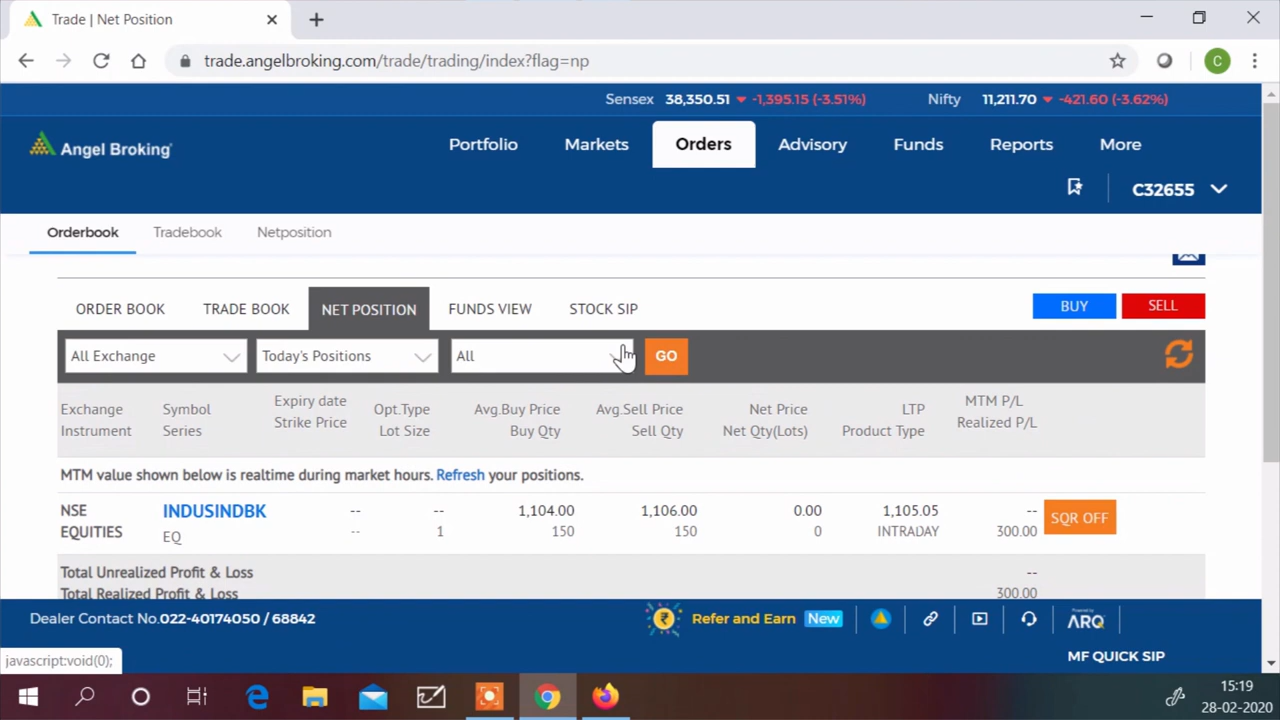 Trade | Net Position
trade.angelbroking.com/trade/trading/index?flag=np
C
Sensex 38,350.51 -1,395.15 (-3.51%) Nifty 11,211.70 -421.60 (-3.62%)
Angel Broking
Portfolio Markets Orders Advisory Funds Reports More
C32655
Orderbook Tradebook Netposition
ORDER BOOK TRADE BOOK NET POSITION FUNDS VIEW STOCK SIP BUY SELL
All Exchange Today's Positions All GO
Exchange Symbol Expiry date Opt.Type Avg.Buy Price Avg.Sell Price Net Price LTP MTM P/L
Instrument Series Strike Price Lot Size Buy Qty Sell Qty Net Qty(Lots) Product Type Realized P/L
MTM value shown below is realtime during market hours. Refresh your positions.
NSE INDUSINDBK -- -- 1,104.00 1,106.00 0.00 1,105.05 -- SQR OFF
EQUITIES EQ -- 1 150 150 0 INTRADAY 300.00
Total Unrealized Profit & Loss --
Total Realized Profit & Loss 300.00
Dealer Contact No.022-40174050 / 68842 Refer and Earn New Powered by ARQ
MF QUICK SIP
javascript:void(0);
15:19
28-02-2020